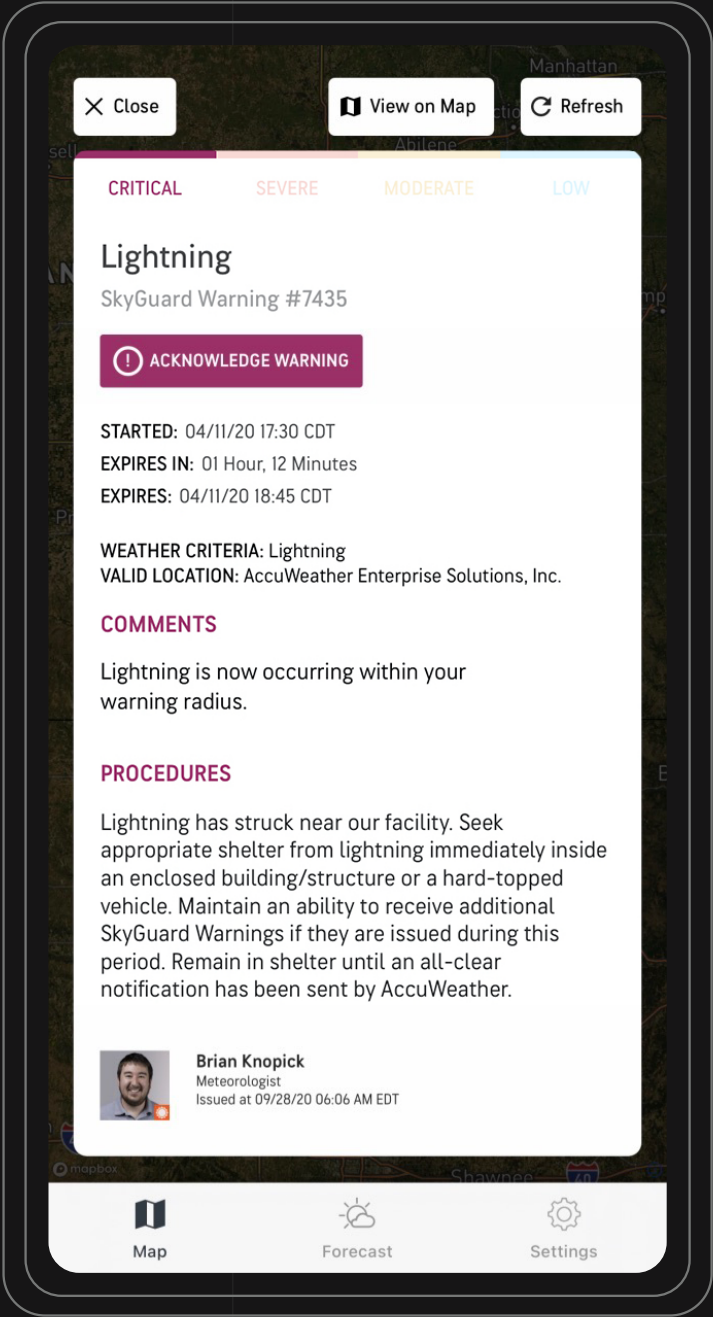 Manhattan
Close
View on Map
Refresh
Abilene
CRITICAL
SEVERE
MODERATE
LOW
Lightning
SkyGuard Warning #7435
ACKNOWLEDGE WARNING
STARTED: 04/11/20 17:30 CDT
EXPIRES IN: 01 Hour, 12 Minutes
EXPIRES: 04/11/20 18:45 CDT
WEATHER CRITERIA: Lightning
VALID LOCATION: AccuWeather Enterprise Solutions, Inc.
COMMENTS
Lightning is now occurring within your
warning radius.
PROCEDURES
Lightning has struck near our facility. Seek
appropriate shelter from lightning immediately inside
an enclosed building/structure or a hard-topped
vehicle. Maintain an ability to receive additional
SkyGuard Warnings if they are issued during this
period. Remain in shelter until an all-clear
notification has been sent by AccuWeather.
Brian Knopick
Meteorologist
Issued at 09/28/20 06:06 AM EDT
mapbox
Shawnee
Map
Forecast
Settings